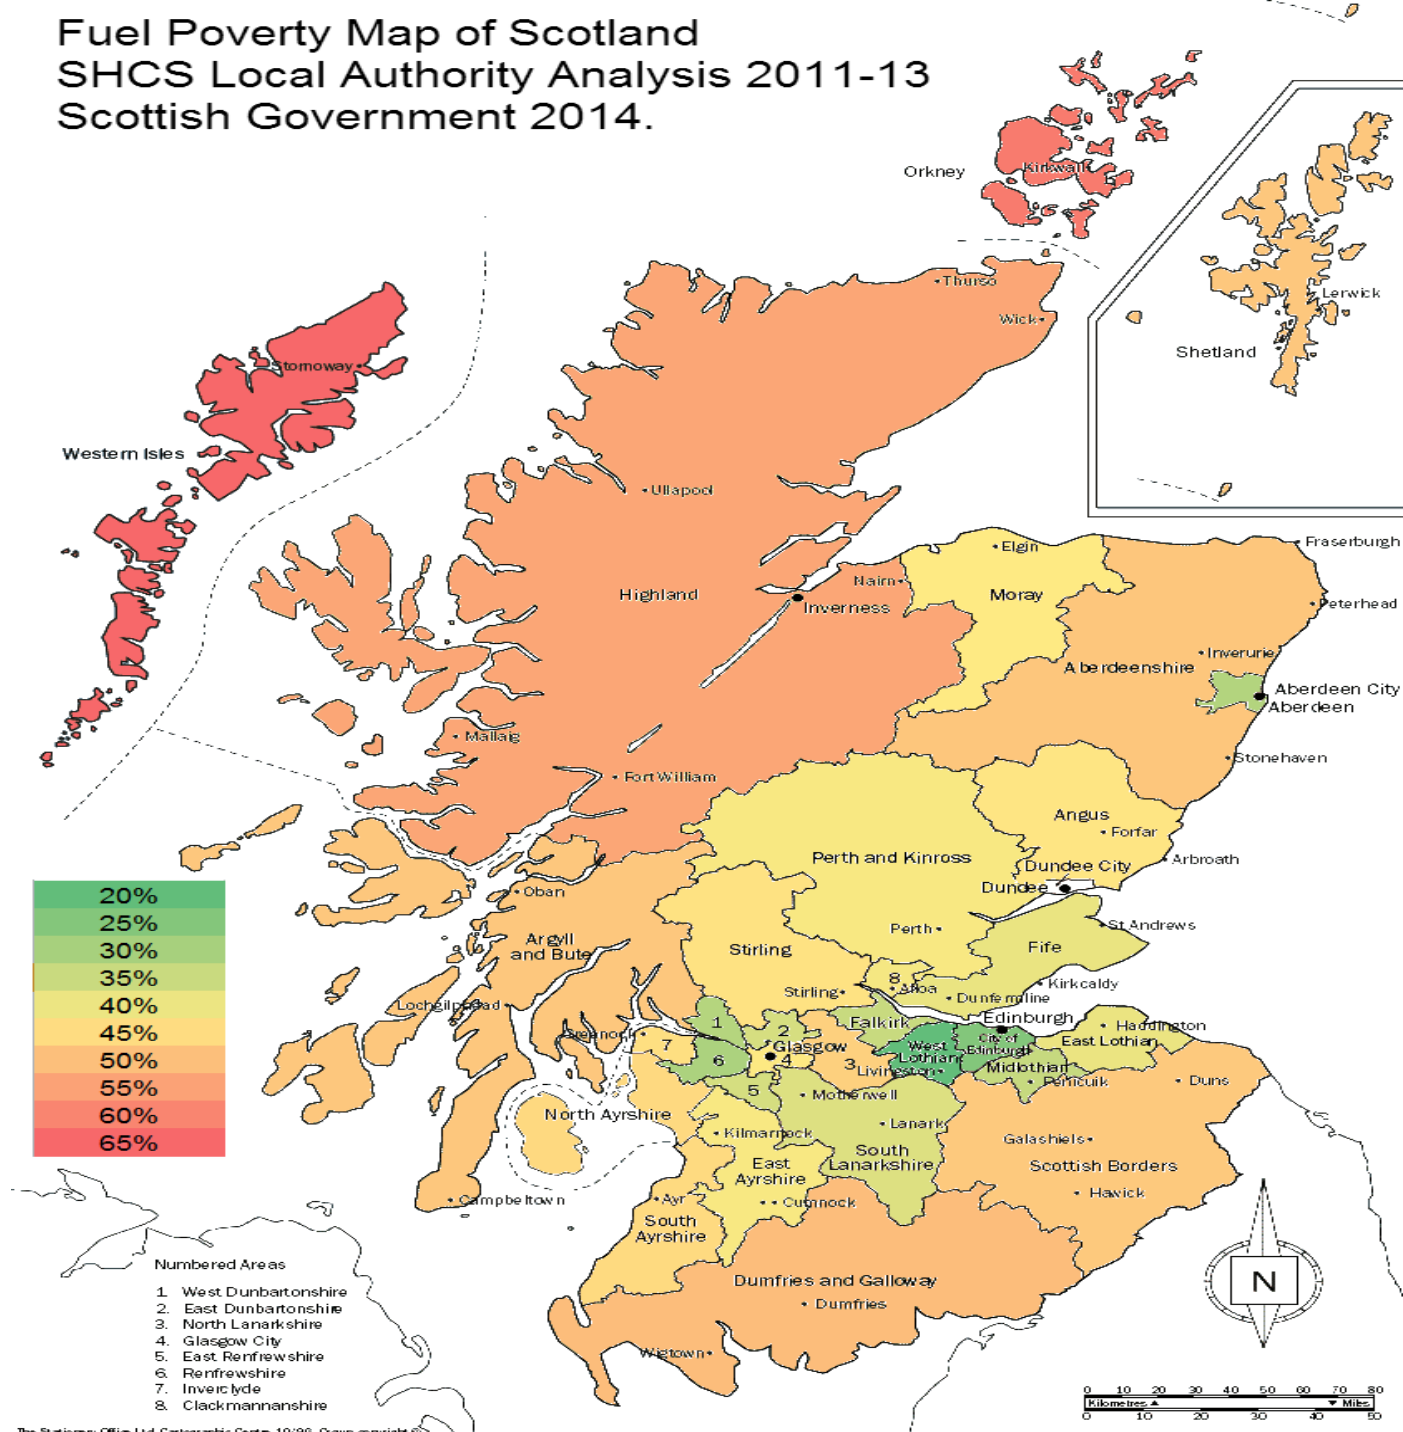 Fuel Poverty Map of Scotland
SHCS Local Authority Analysis 2011-13
Scottish Government 2014.
Orkney
Kirkwall
Thurso
Wick
Lerwick
Shetland
Stornoway
Western Isles
Ullapool
Highland
Nairn
Inverness
Elgin
Moray
Fraserburgh
Peterhead
Inverurie
Aberdeenshire
Aberdeen City
Aberdeen
Stonehaven
Mallaig
Fort William
Angus
Forfar
Arbroath
Perth and Kinross
Dundee City
Dundee
Perth
St Andrews
Fife
Kirkcaldy
Oban
Argyll
and Bute
Lochgilphead
Stirling
Stirling
8
Alloa
Dunfermline
20%
25%
30%
35%
40%
45%
50%
55%
60%
65%
Greenock
7
1
2
Glasgow
4
6
5
3
Falkirk
Edinburgh
City of
Edinburgh
West
Lothian
Livingston
Midlothian
Penicuik
Haddington
East Lothian
Duns
Motherwell
Lanark
South
Lanarkshire
North Ayrshire
Kilmarnock
East
Ayrshire
Cumnock
Galashiels
Scottish Borders
Hawick
Campbeltown
Ayr
South
Ayrshire
Dumfries and Galloway
Dumfries
Wigtown
Numbered Areas
1 West Dunbartonshire
2. East Dunbartonshire
3. North Lanarkshire
4. Glasgow City
5. East Renfrewshire
6. Renfrewshire
7. Inverclyde
8. Clackmannanshire
N
0 10 20 30 40 50 60 70 80
Kilometres Miles
0 10 20 30 40 50